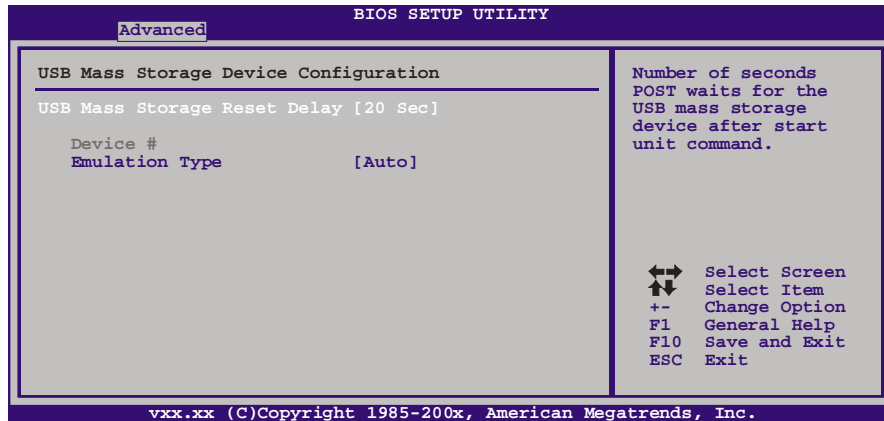 BIOS SETUP UTILITY
Advanced
USB Mass Storage Device Configuration
USB Mass Storage Reset Delay [20 Sec]
Device #
Emulation Type [Auto]
Number of seconds
POST waits for the
USB mass storage
device after start
unit command.
Select Screen
Select Item
+- Change Option
F1 General Help
F10 Save and Exit
ESC Exit
vxx.xx (C)Copyright 1985-200x, American Megatrends, Inc.